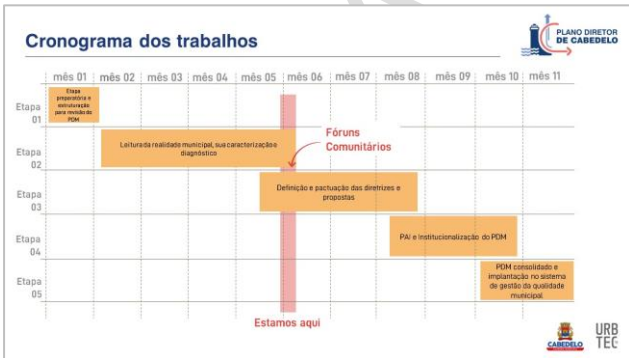 Cronograma dos trabalhos
PLANO DIRETOR
DE CABEDELO
mês 01 mês 02 mês 03 mês 04 mês 05 mês 06 mês 07 mês 08 mês 09 mês 10 mês 11
Etapa
01
Etapa
preparatória e
estruturação
para revisão do
PDM
Fóruns
Comunitários
Etapa
02
Leitura da realidade municipal, sua caracterização e
diagnóstico
Etapa
03
Definição e pactuação das diretrizes e
propostas
Etapa
04
PAI e Institucionalização do PDM
Etapa
05
PDM consolidado e
implantação no sistema
de gestão da qualidade
municipal
Estamos aqui
CABEDELO
URB
TEC